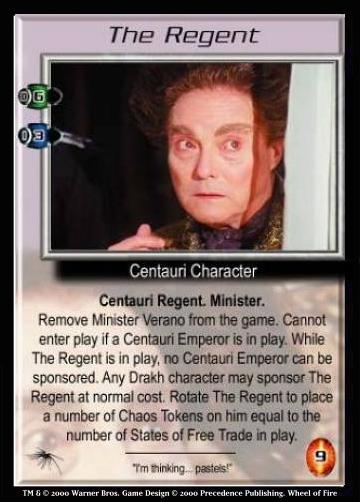 The Regent
6
3
Centauri Character
Centauri Regent. Minister.
Remove Minister Verano from the game. Cannot
enter play if a Centauri Emperor is in play. While
The Regent is in play, no Centauri Emperor can be
sponsored. Any Drakh character may sponsor The
Regent at normal cost. Rotate The Regent to place
a number of Chaos Tokens on him equal to the
number of States of Free Trade in play.
"I'm thinking... pastels!"
9
TM & © 2000 Warner Bros. Game Design © 2000 Precedence Publishing. Wheel of Fire